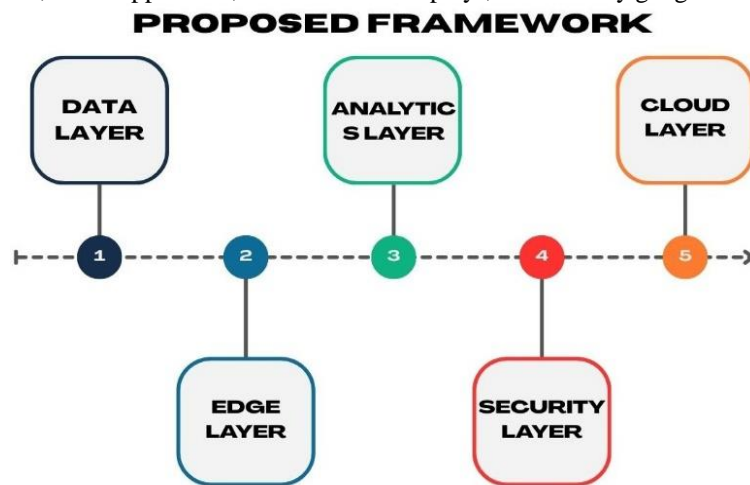 PROPOSED FRAMEWORK
DATA
LAYER
ANALYTIC
S LAYER
CLOUD
LAYER
1
2
3
4
5
EDGE
LAYER
SECURITY
LAYER